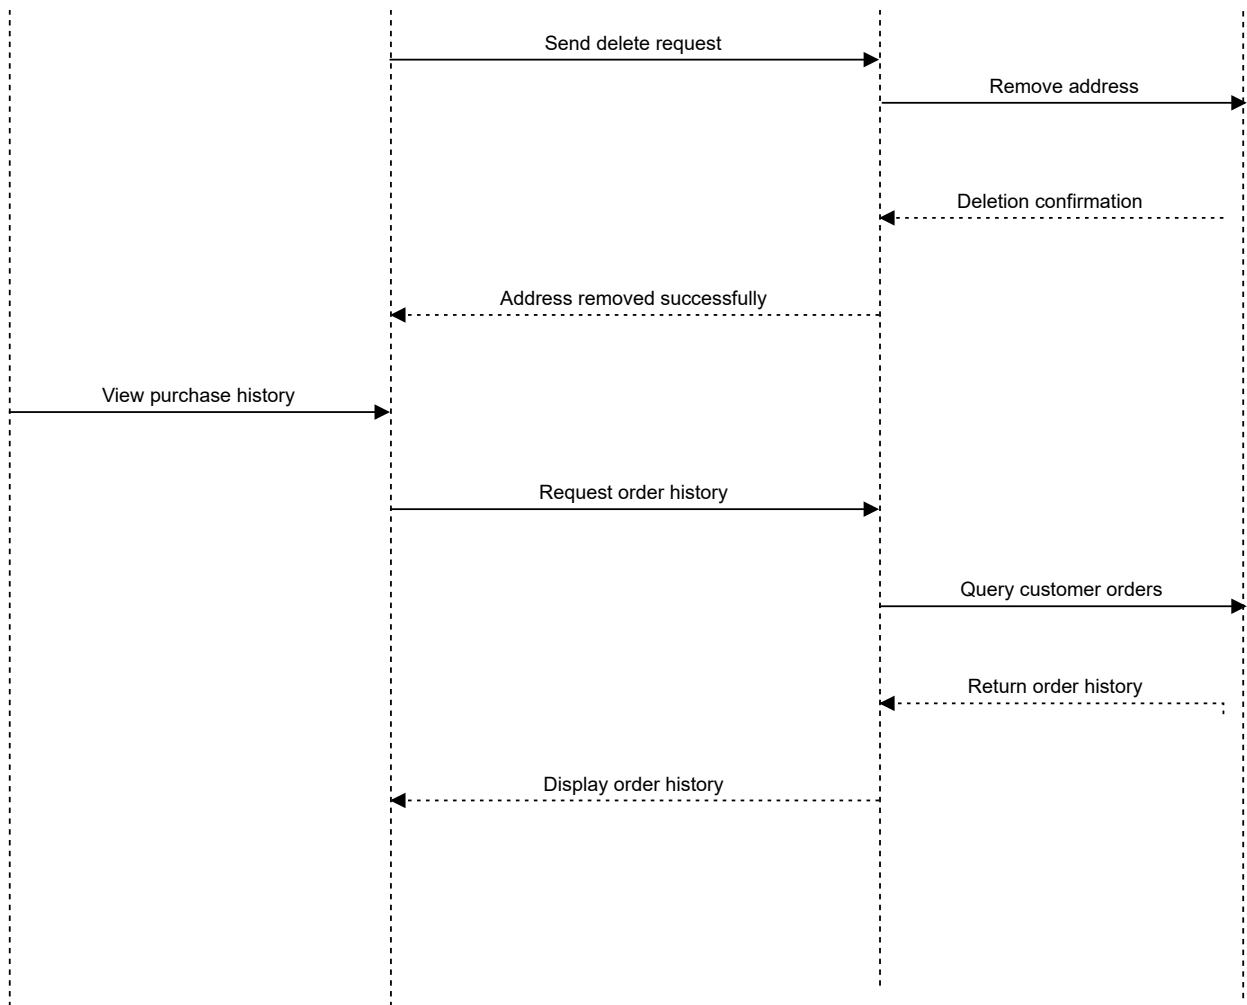 Send delete request
Remove address
Deletion confirmation
Address removed successfully
View purchase history
Request order history
Query customer orders
Return order history
Display order history